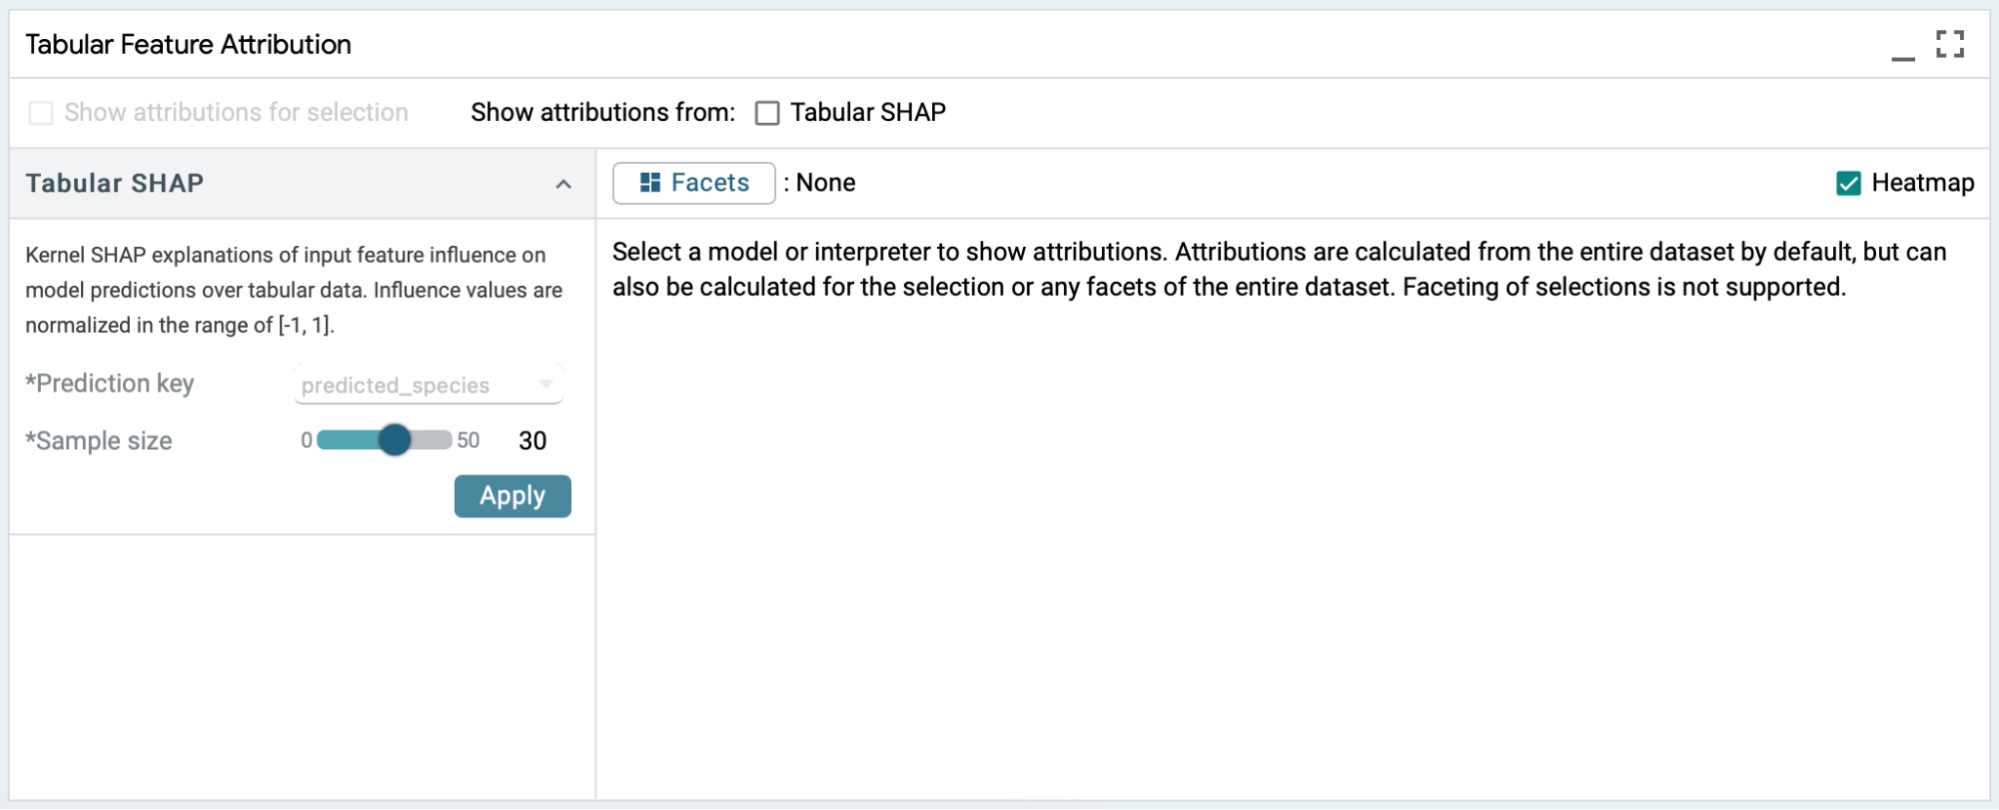 Tabular Feature Attribution
Show attributions for selection
Show attributions from:
Tabular SHAP
Tabular SHAP
Facets
: None
Heatmap
Kernel SHAP explanations of input feature influence on
model predictions over tabular data. Influence values are
normalized in the range of [-1, 1].
*Prediction key
predicted_species
*Sample size
0
50
30
Apply
Select a model or interpreter to show attributions. Attributions are calculated from the entire dataset by default, but can
also be calculated for the selection or any facets of the entire dataset. Faceting of selections is not supported.